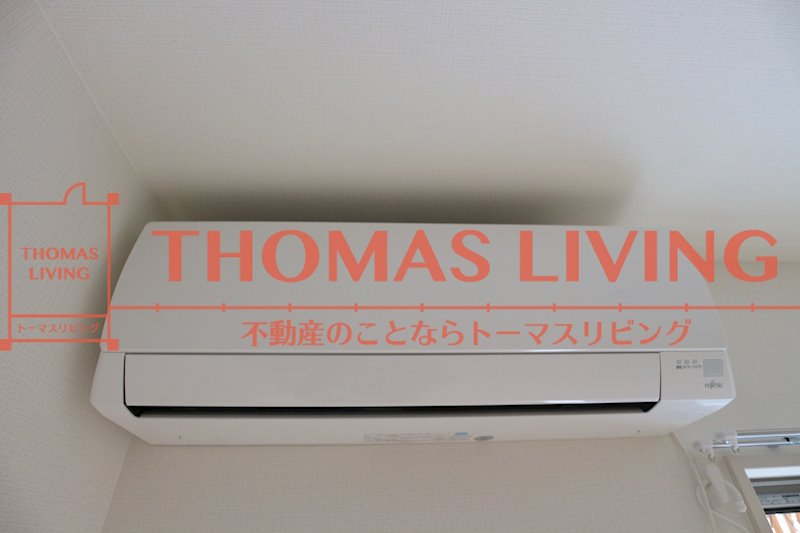 THOMAS LIVING
不動産のことならトーマスリビング
THOMAS
LIVING
トーマスリビング
FUJITSU